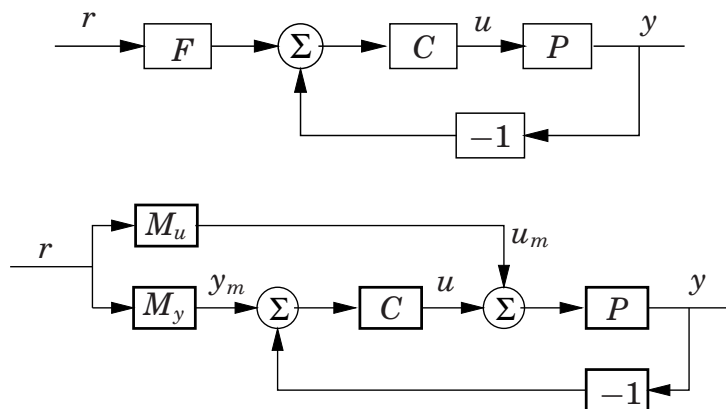 r F Σ C u P y
−1
M_u
r u_m
M_y y_m Σ C u Σ P y
−1